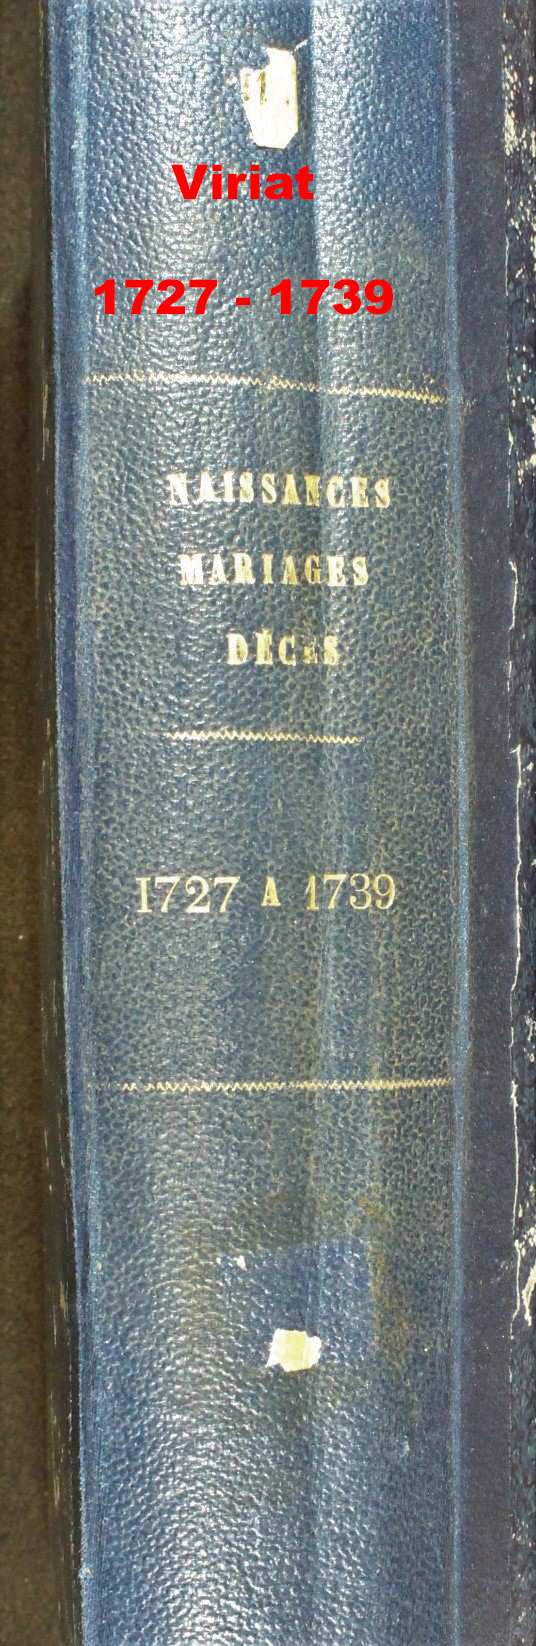 Viriat
1727 - 1739
NAISSANCES
MARIAGES
DÉCÈS
1727 A 1739